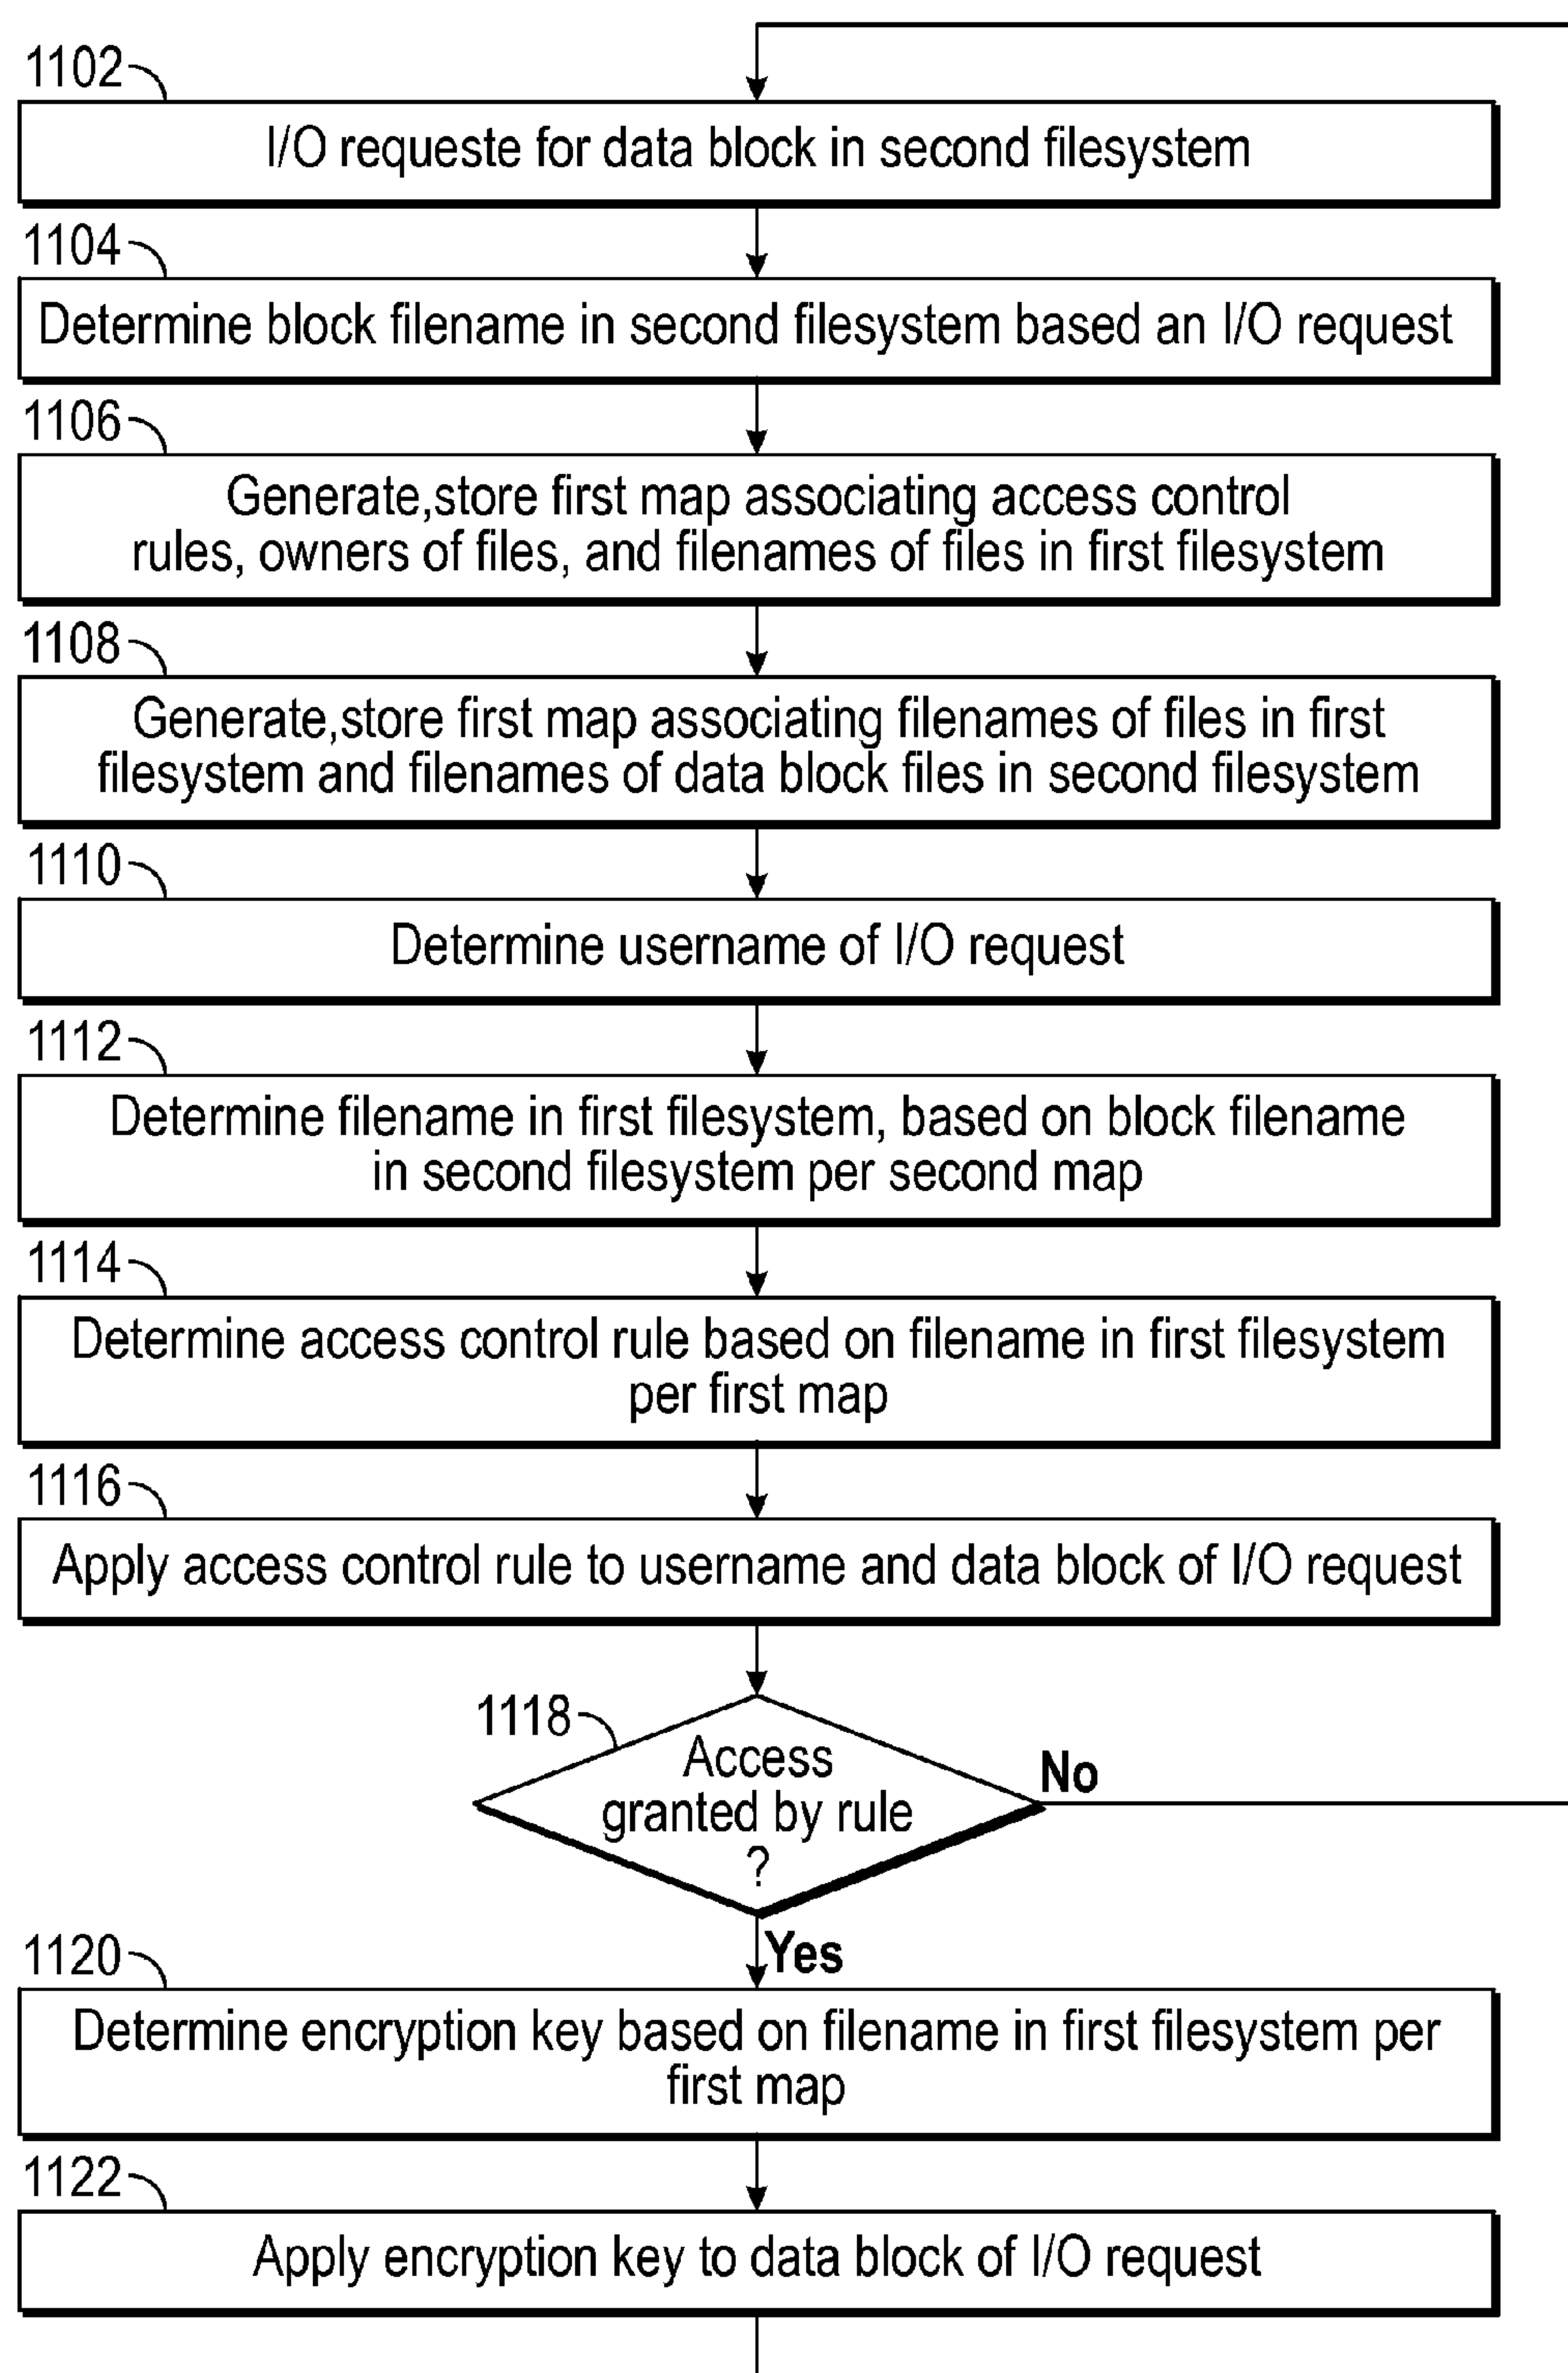 1102
I/O requeste for data block in second filesystem
1104
Determine block filename in second filesystem based an I/O request
1106
Generate,store first map associating access control
rules, owners of files, and filenames of files in first filesystem
1108
Generate,store first map associating filenames of files in first
filesystem and filenames of data block files in second filesystem
1110
Determine username of I/O request
1112
Determine filename in first filesystem, based on block filename
in second filesystem per second map
1114
Determine access control rule based on filename in first filesystem
per first map
1116
Apply access control rule to username and data block of I/O request
1118
Access
granted by rule
?
No
Yes
1120
Determine encryption key based on filename in first filesystem per
first map
1122
Apply encryption key to data block of I/O request